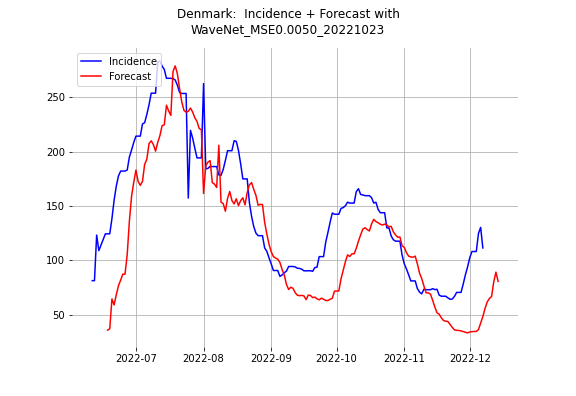 Denmark:  Incidence + Forecast with
WaveNet_MSE0.0050_20221023
Incidence
Forecast
250
200
150
100
50
2022-07
2022-08
2022-09
2022-10
2022-11
2022-12